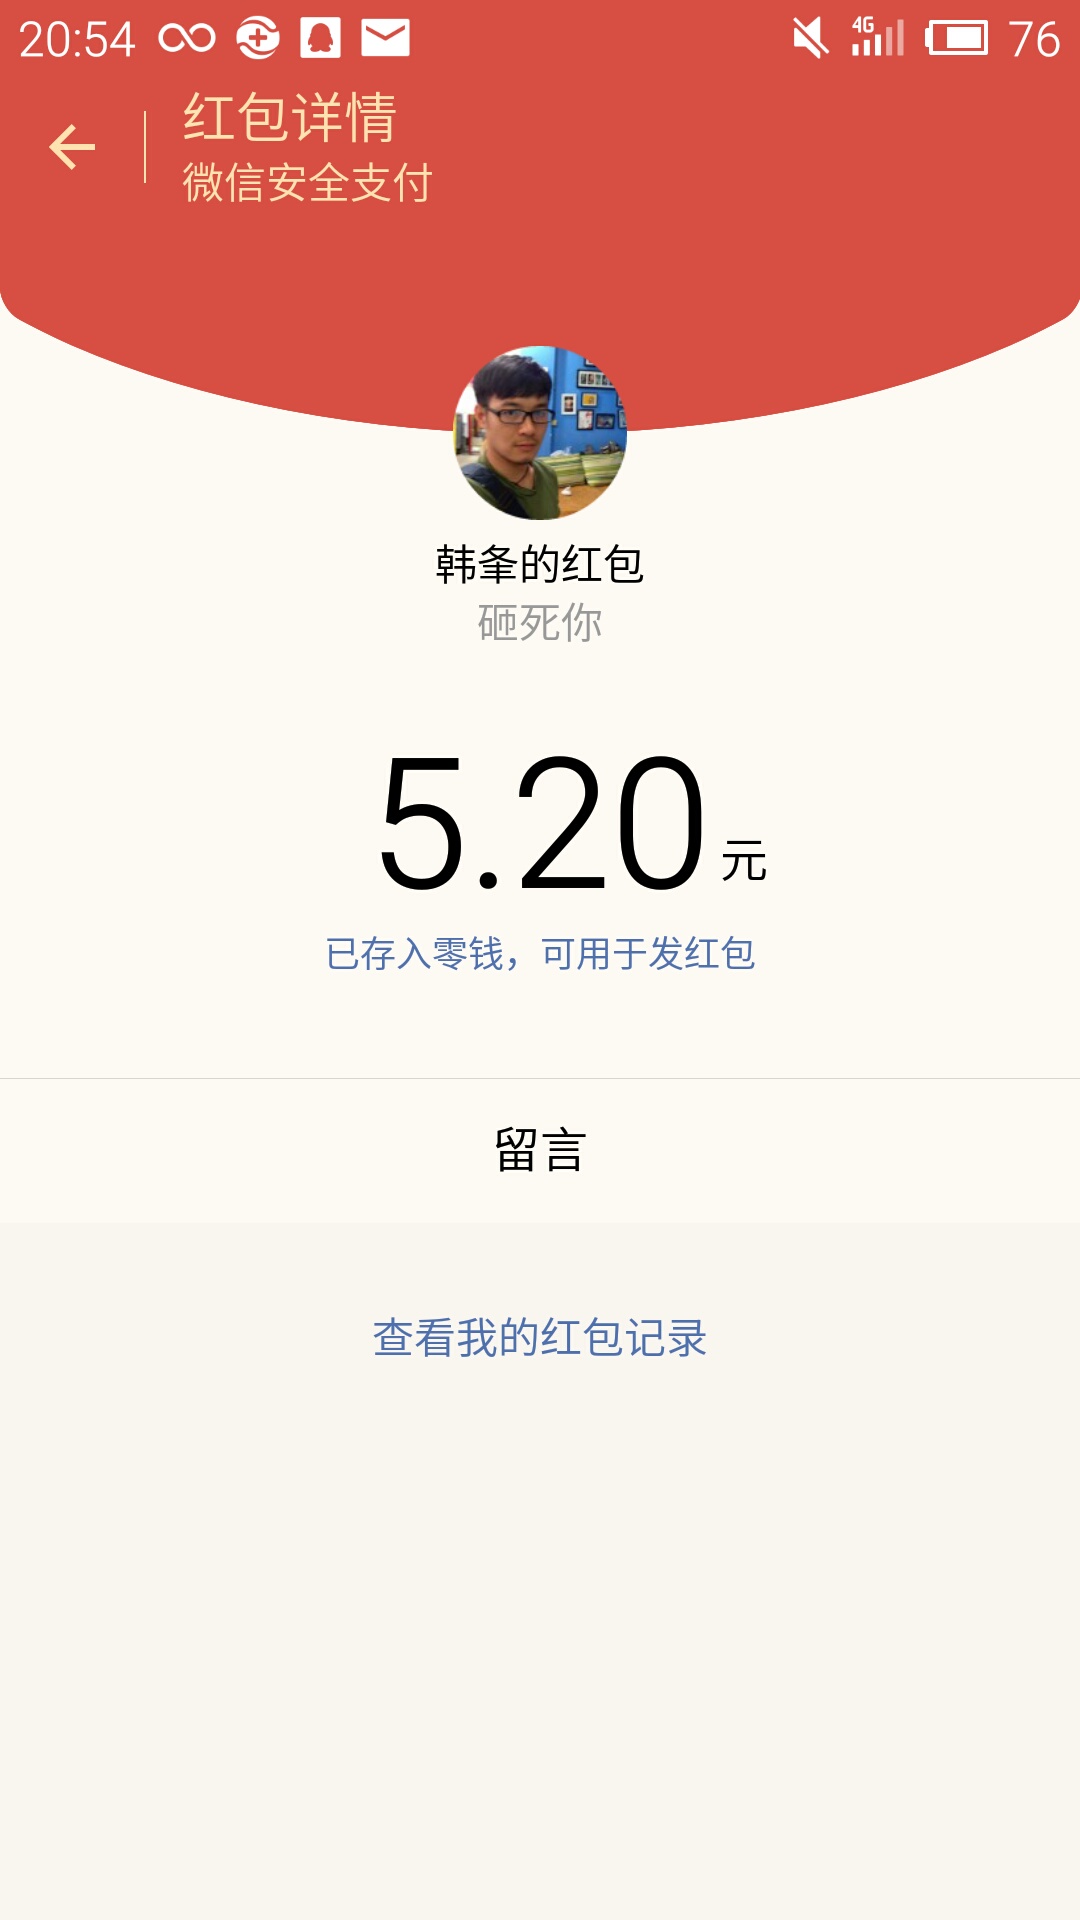 20:54 4G 76
红包详情
微信安全支付
韩夆的红包
砸死你
5.20 元
已存入零钱，可用于发红包
留言
查看我的红包记录